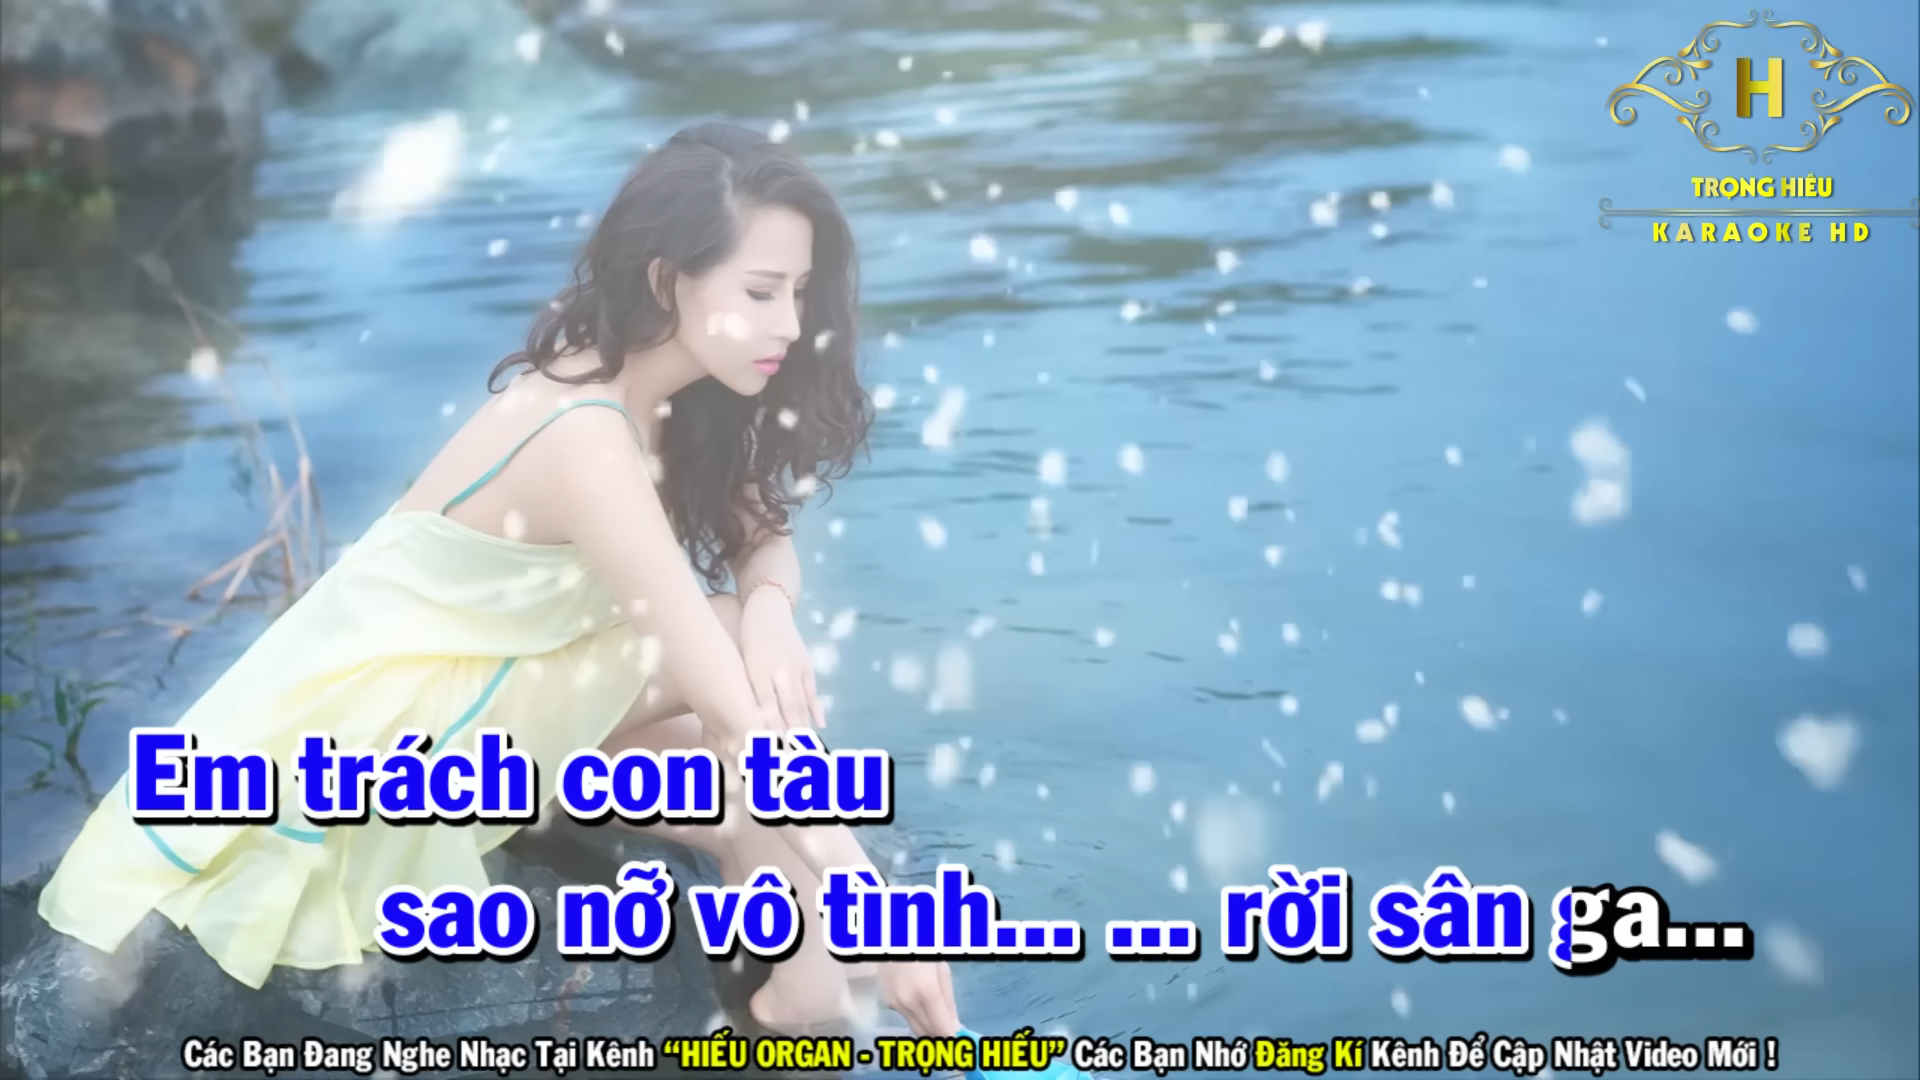 H
TRỌNG HIẾU
KARAOKE HD
Em trách con tàu
sao nỡ vô tình... ... rời sân ga...
Các Bạn Đang Nghe Nhạc Tại Kênh “HIẾU ORGAN - TRỌNG HIẾU” Các Bạn Nhớ Đăng Kí Kênh Để Cập Nhật Video Mới !